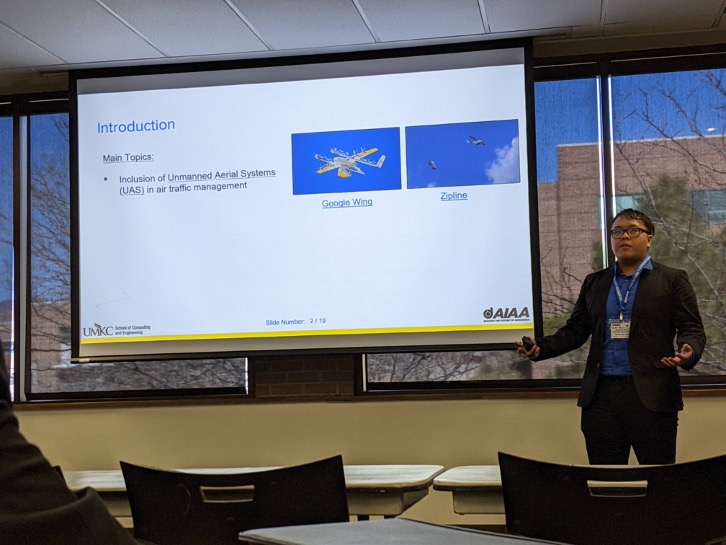 Introduction
Main Topics:
• Inclusion of Unmanned Aerial Systems
(UAS) in air traffic management
Google Wing
Zipline
UMKC
School of Computing
and Engineering
Slide Number: 2 / 19
AIAA